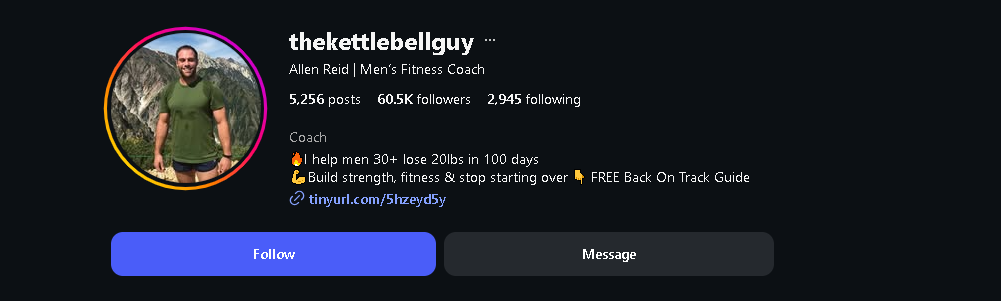 thekettlebellguy ...
Allen Reid | Men's Fitness Coach
5,256 posts 60.5K followers 2,945 following
Coach
🔥I help men 30+ lose 20lbs in 100 days
💪Build strength, fitness & stop starting over 👇 FREE Back On Track Guide
tinyurl.com/5hzeyd5y
Follow Message